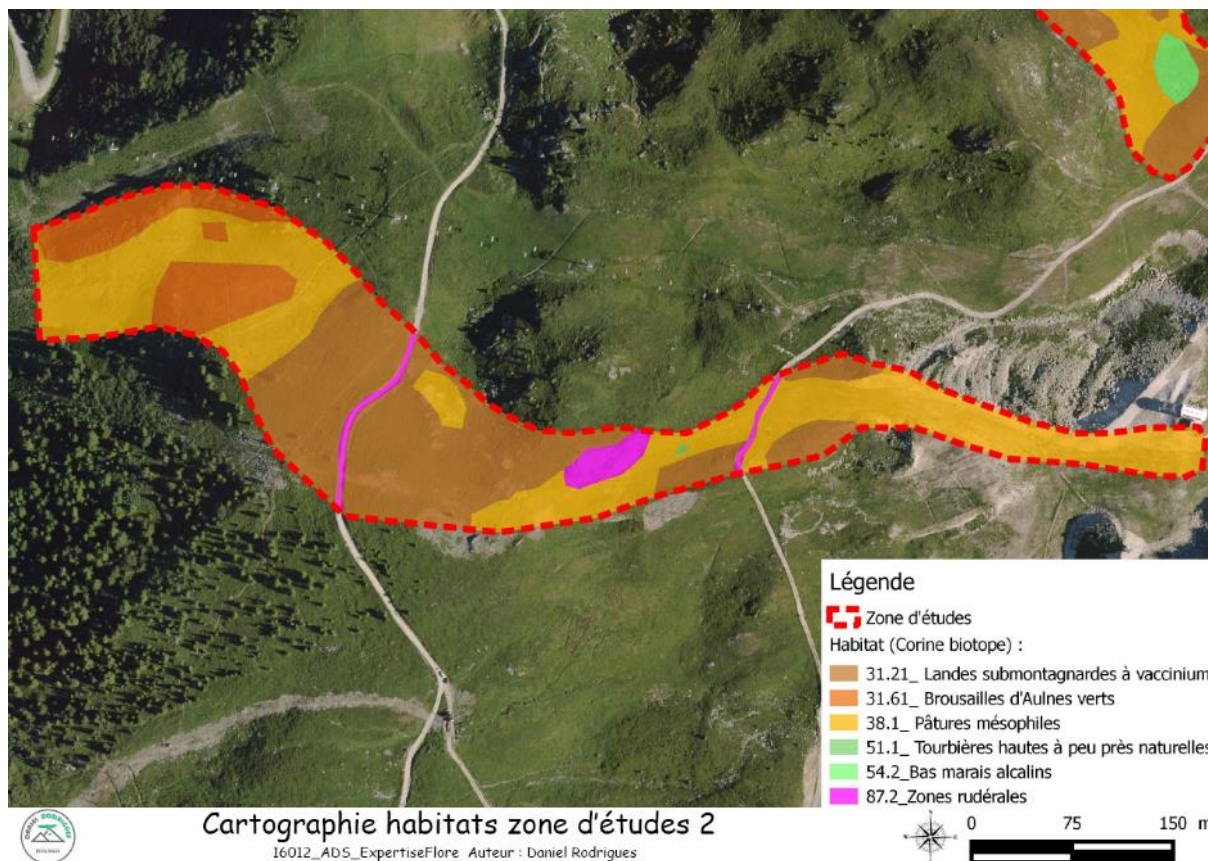 Légende
Zone d'études
Habitat (Corine biotope) :
31.21_ Landes submontagnardes à vaccinium
31.61_ Brousailles d'Aulnes verts
38.1_ Pâtures mésophiles
51.1_ Tourbières hautes à peu près naturelles
54.2_Bas marais alcalins
87.2_Zones rudérales
DANIEL RODRIGUES
Cartographie habitats zone d'études 2
16012_ADS_ExpertiseFlore Auteur : Daniel Rodrigues
0 75 150 m